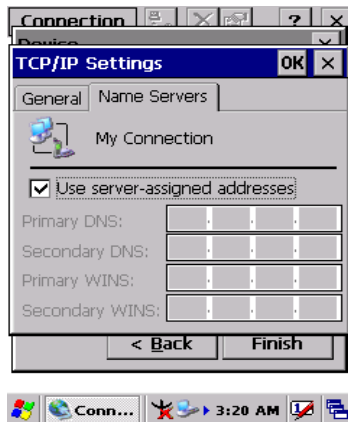 Connection ? ×
Device
TCP/IP Settings OK ×
General Name Servers
My Connection
Use server-assigned addresses
Primary DNS:
Secondary DNS:
Primary WINS:
Secondary WINS:
< Back Finish
Conn... 3:20 AM